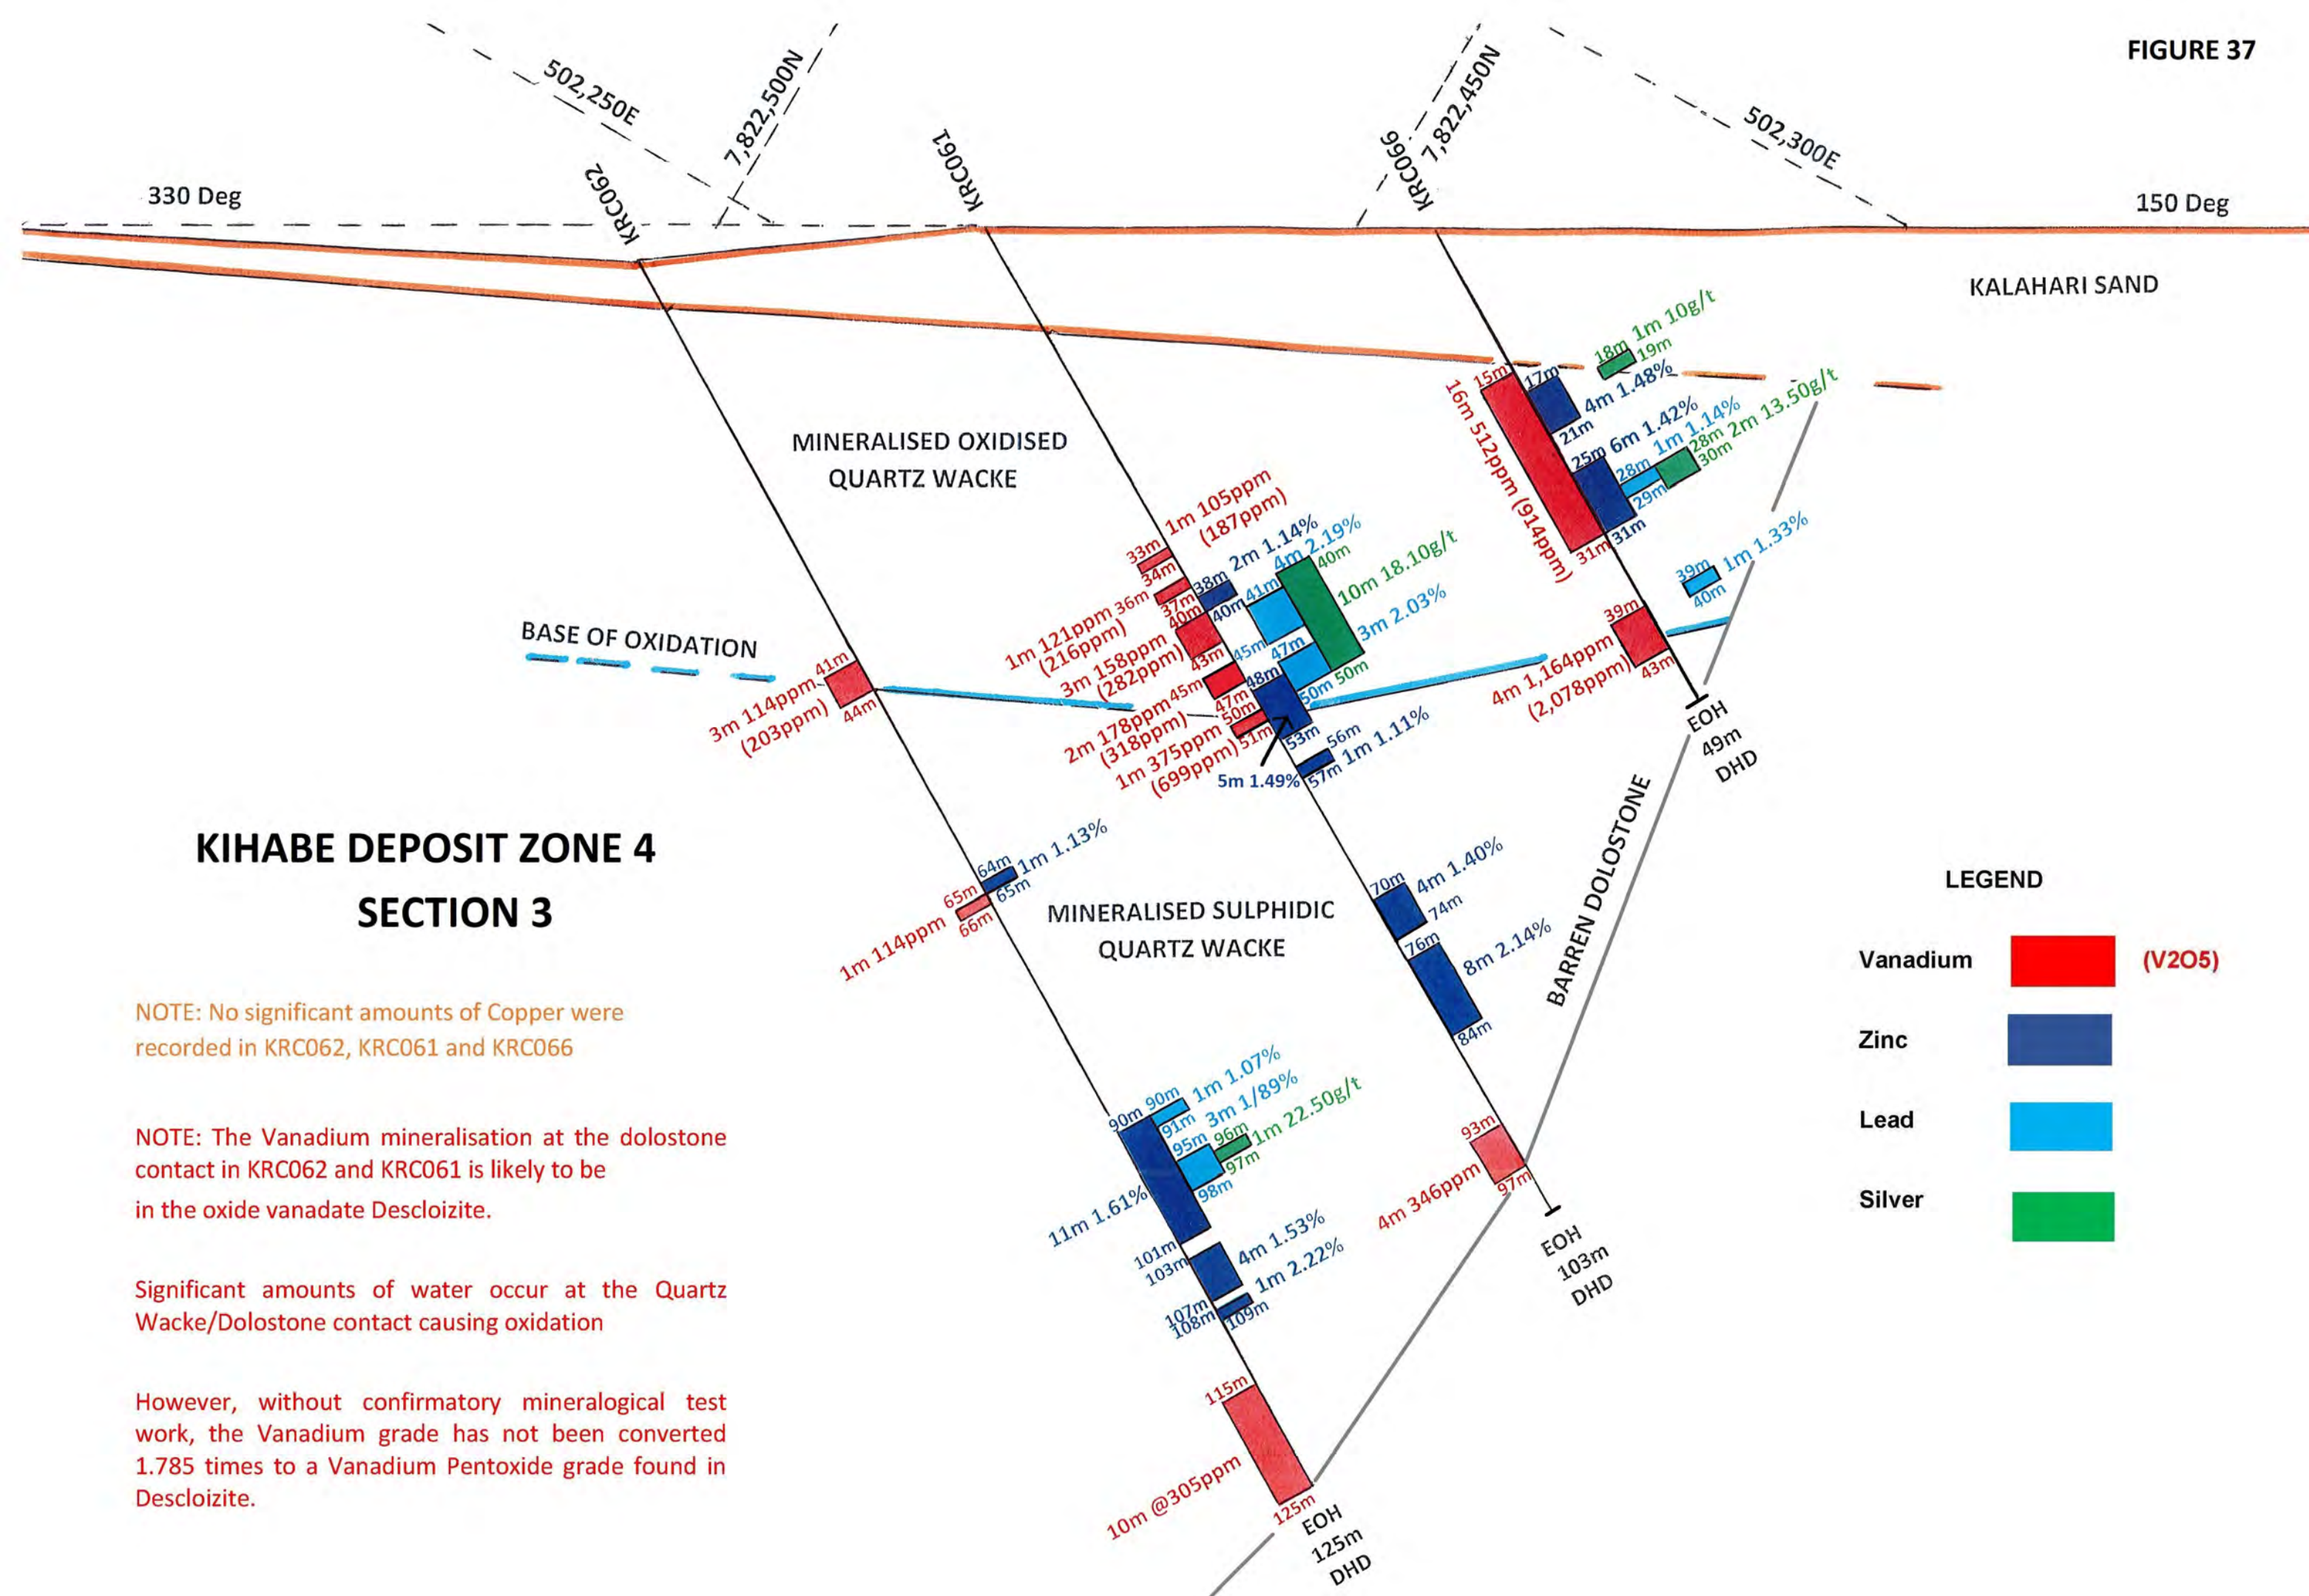 FIGURE 37
502,250E
7,822,500N
7,822,450N
502,300E
330 Deg
150 Deg
KRC062
KRC061
KRC066
KALAHARI SAND
MINERALISED OXIDISED
QUARTZ WACKE
BASE OF OXIDATION
18m 1m 10g/t
19m
15m
17m
4m 1.48%
21m
16m 512ppm (914ppm)
25m 6m 1.42%
28m 1m 1.14%
28m 2m 13.50g/t
29m
30m
31m
31m
39m 1m 1.33%
40m
39m
4m 1,164ppm
(2,078ppm)
43m
EOH
49m
DHD
33m 1m 105ppm
(187ppm)
34m
1m 121ppm 36m
(216ppm)
37m
38m 2m 1.14%
40m
40m
3m 158ppm
(282ppm)
43m
41m 4m 2.19%
45m
40m
10m 18.10g/t
50m
47m
3m 2.03%
50m
2m 178ppm 45m
(318ppm)
47m
48m
53m
1m 375ppm 50m
(699ppm) 51m
5m 1.49%
56m
57m 1m 1.11%
70m 4m 1.40%
74m
76m
8m 2.14%
84m
93m
4m 346ppm
97m
EOH
103m
DHD
BARREN DOLOSTONE
41m
3m 114ppm
(203ppm)
44m
64m 1m 1.13%
65m
65m
1m 114ppm 66m
MINERALISED SULPHIDIC
QUARTZ WACKE
90m 90m 1m 1.07%
91m
95m 3m 1/89%
96m 1m 22.50g/t
97m
98m
11m 1.61%
101m
103m 4m 1.53%
107m
108m 1m 2.22%
109m
115m
10m @305ppm
125m
EOH
125m
DHD
KIHABE DEPOSIT ZONE 4
SECTION 3
NOTE: No significant amounts of Copper were
recorded in KRC062, KRC061 and KRC066
NOTE: The Vanadium mineralisation at the dolostone
contact in KRC062 and KRC061 is likely to be
in the oxide vanadate Descloizite.
Significant amounts of water occur at the Quartz
Wacke/Dolostone contact causing oxidation
However, without confirmatory mineralogical test
work, the Vanadium grade has not been converted
1.785 times to a Vanadium Pentoxide grade found in
Descloizite.
LEGEND
Vanadium (V2O5)
Zinc
Lead
Silver